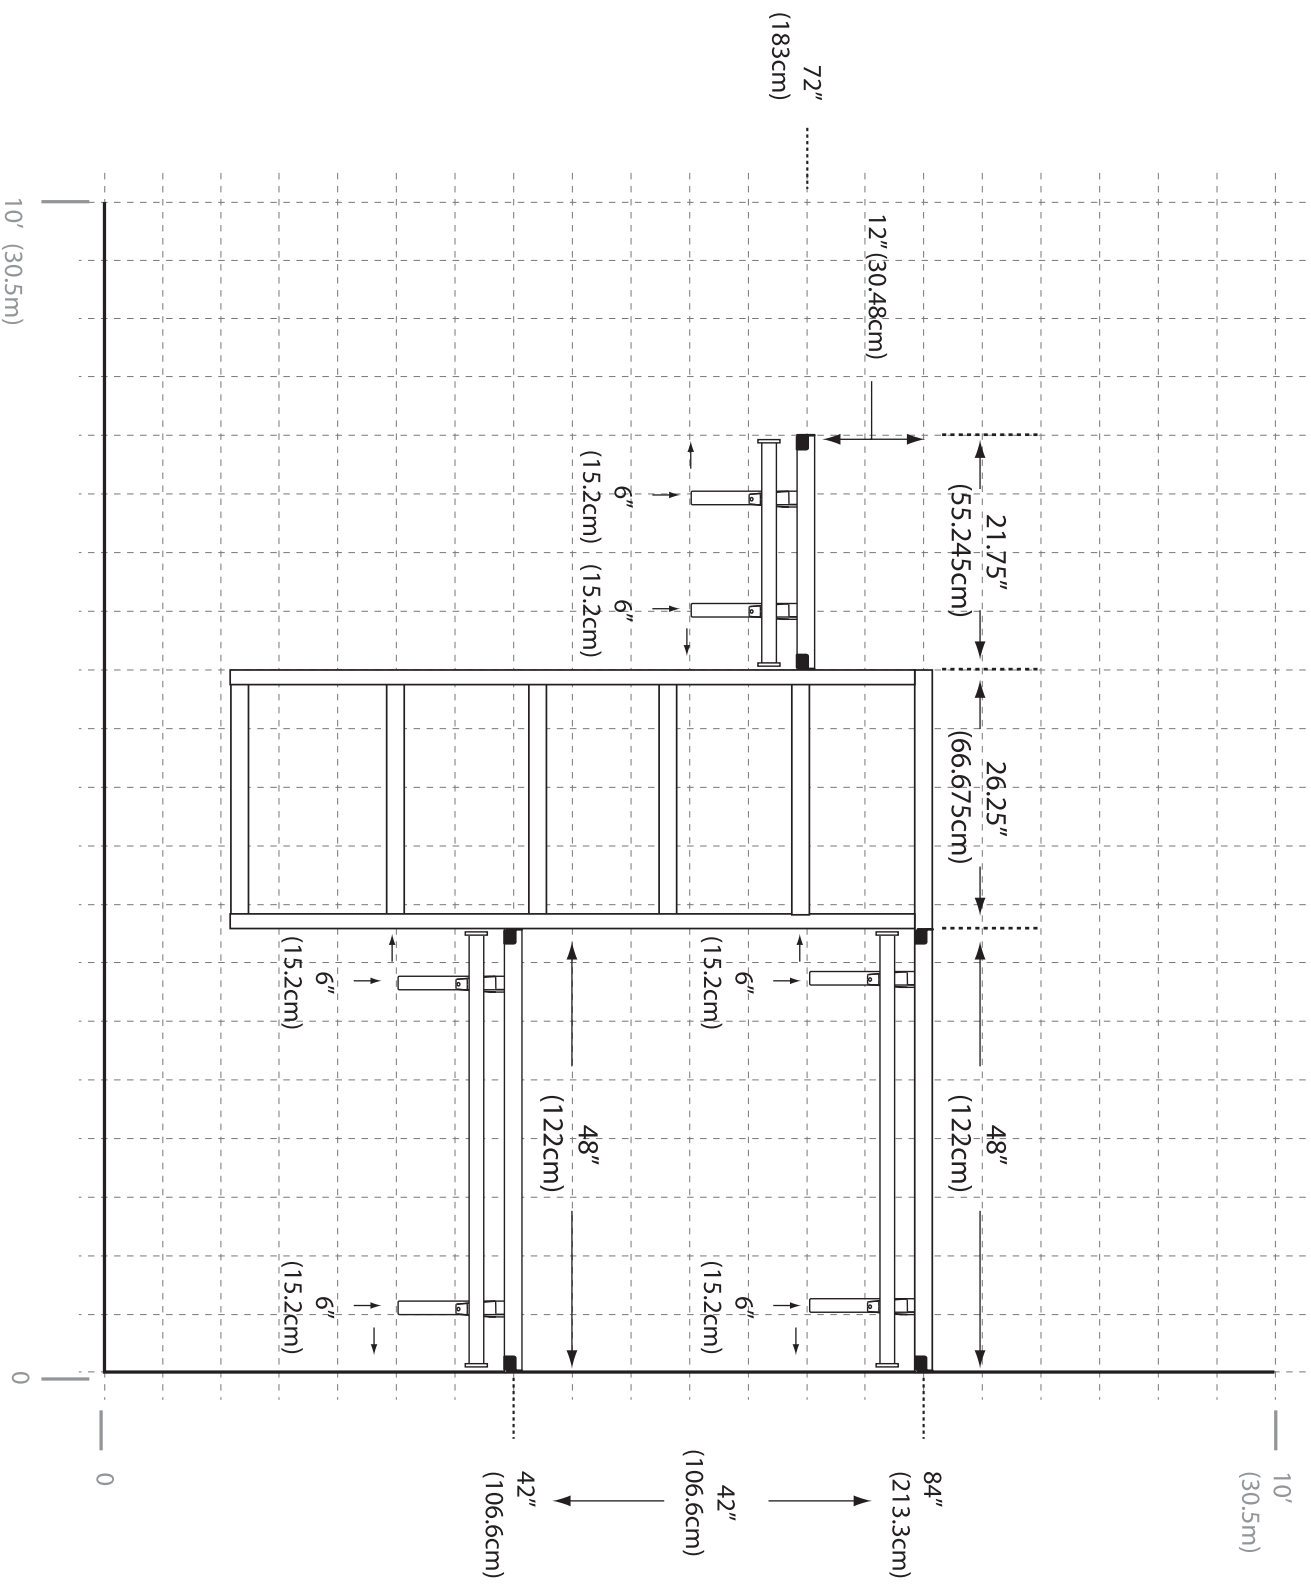 10'
(30.5m)
21.75"
(55.245cm)
26.25"
(66.675cm)
48"
(122cm)
84"
(213.3cm)
12" (30.48cm)
72"
(183cm)
6"
(15.2cm)
6"
(15.2cm)
42"
(106.6cm)
6"
(15.2cm)
6"
(15.2cm)
48"
(122cm)
42"
(106.6cm)
6"
(15.2cm)
6"
(15.2cm)
0
10' (30.5m)
0